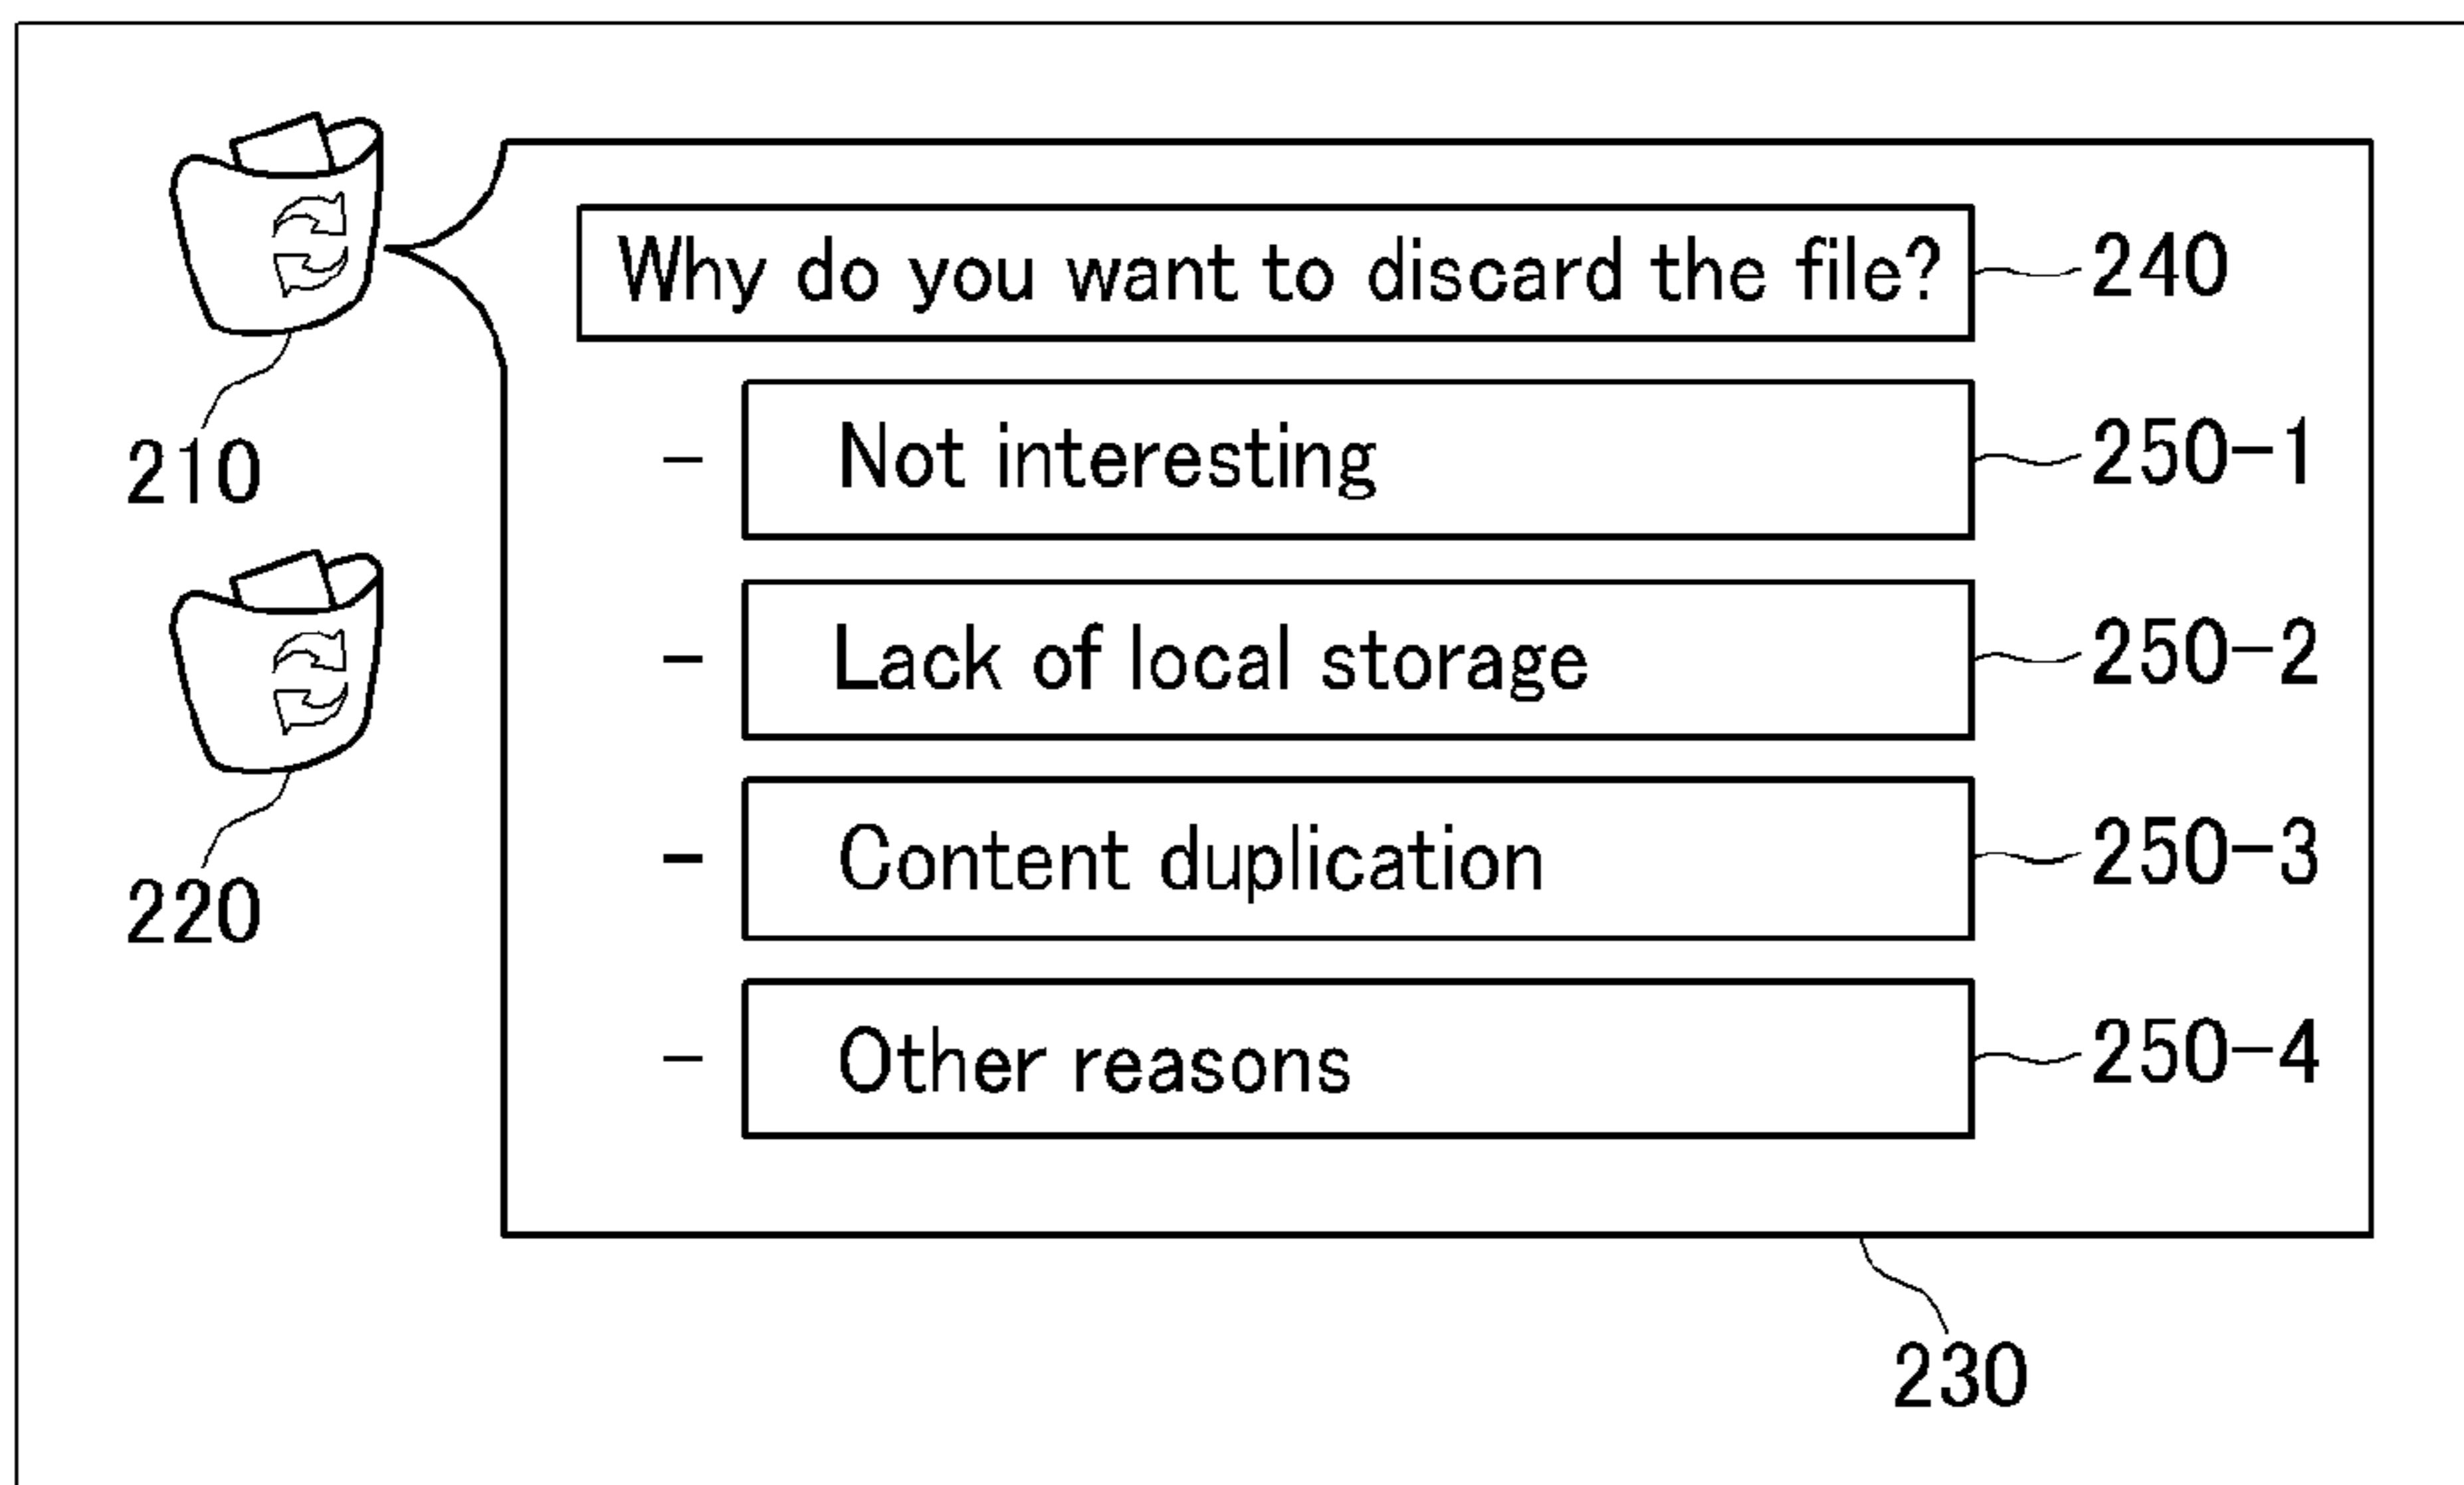 Why do you want to discard the file? 240
210
- Not interesting 250-1
- Lack of local storage 250-2
220
- Content duplication 250-3
- Other reasons 250-4
230